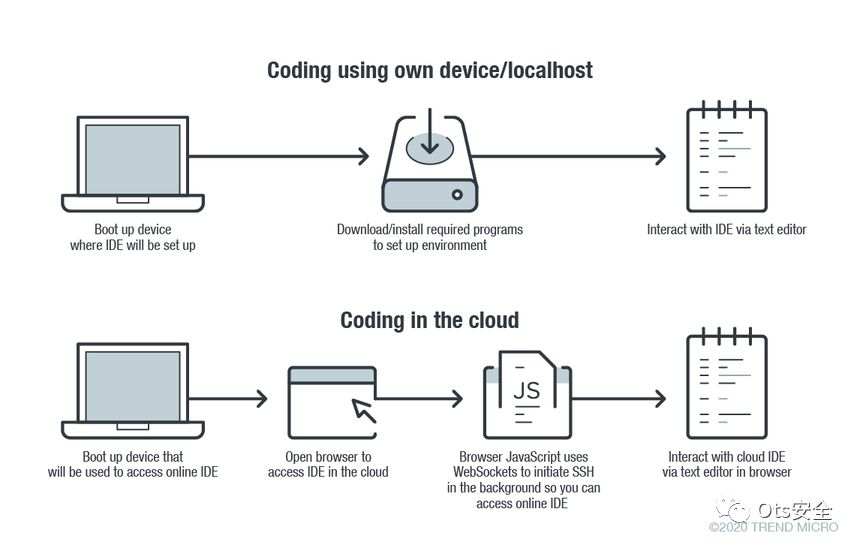 Coding using own device/localhost
Boot up device
where IDE will be set up
Download/install required programs
to set up environment
Interact with IDE via text editor
Coding in the cloud
JS
Boot up device that
will be used to access online IDE
Open browser to
access IDE in the cloud
Browser JavaScript uses
WebSockets to initiate SSH
in the background so you can
access online IDE
Interact with cloud IDE
via text editor in browser
Ots安全
©2020 TREND MICRO